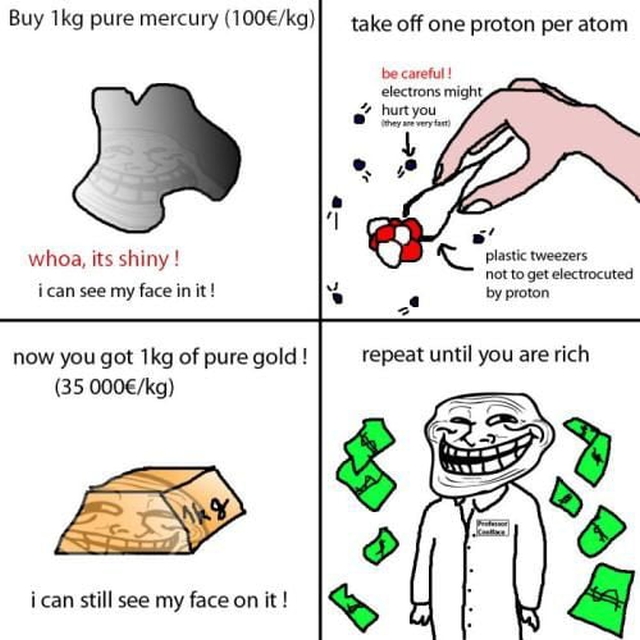 Buy 1kg pure mercury (100€/kg)
whoa, its shiny !
i can see my face in it !
take off one proton per atom
be careful !
electrons might
hurt you
(they are very fast)
plastic tweezers
not to get electrocuted
by proton
now you got 1kg of pure gold !
(35 000€/kg)
1kg
i can still see my face on it !
repeat until you are rich
Professor
Coolface
$
$
$
$
$
$
$